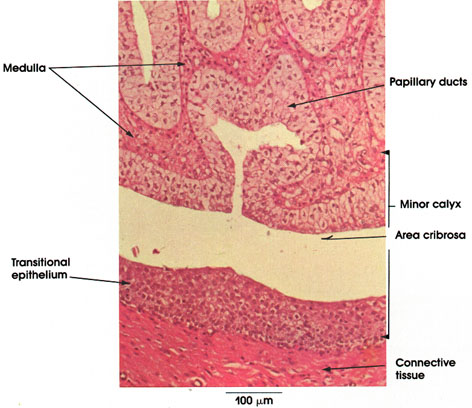 Medulla
Papillary ducts
Minor calyx
Area cribrosa
Transitional
epithelium
Connective
tissue
100 μm